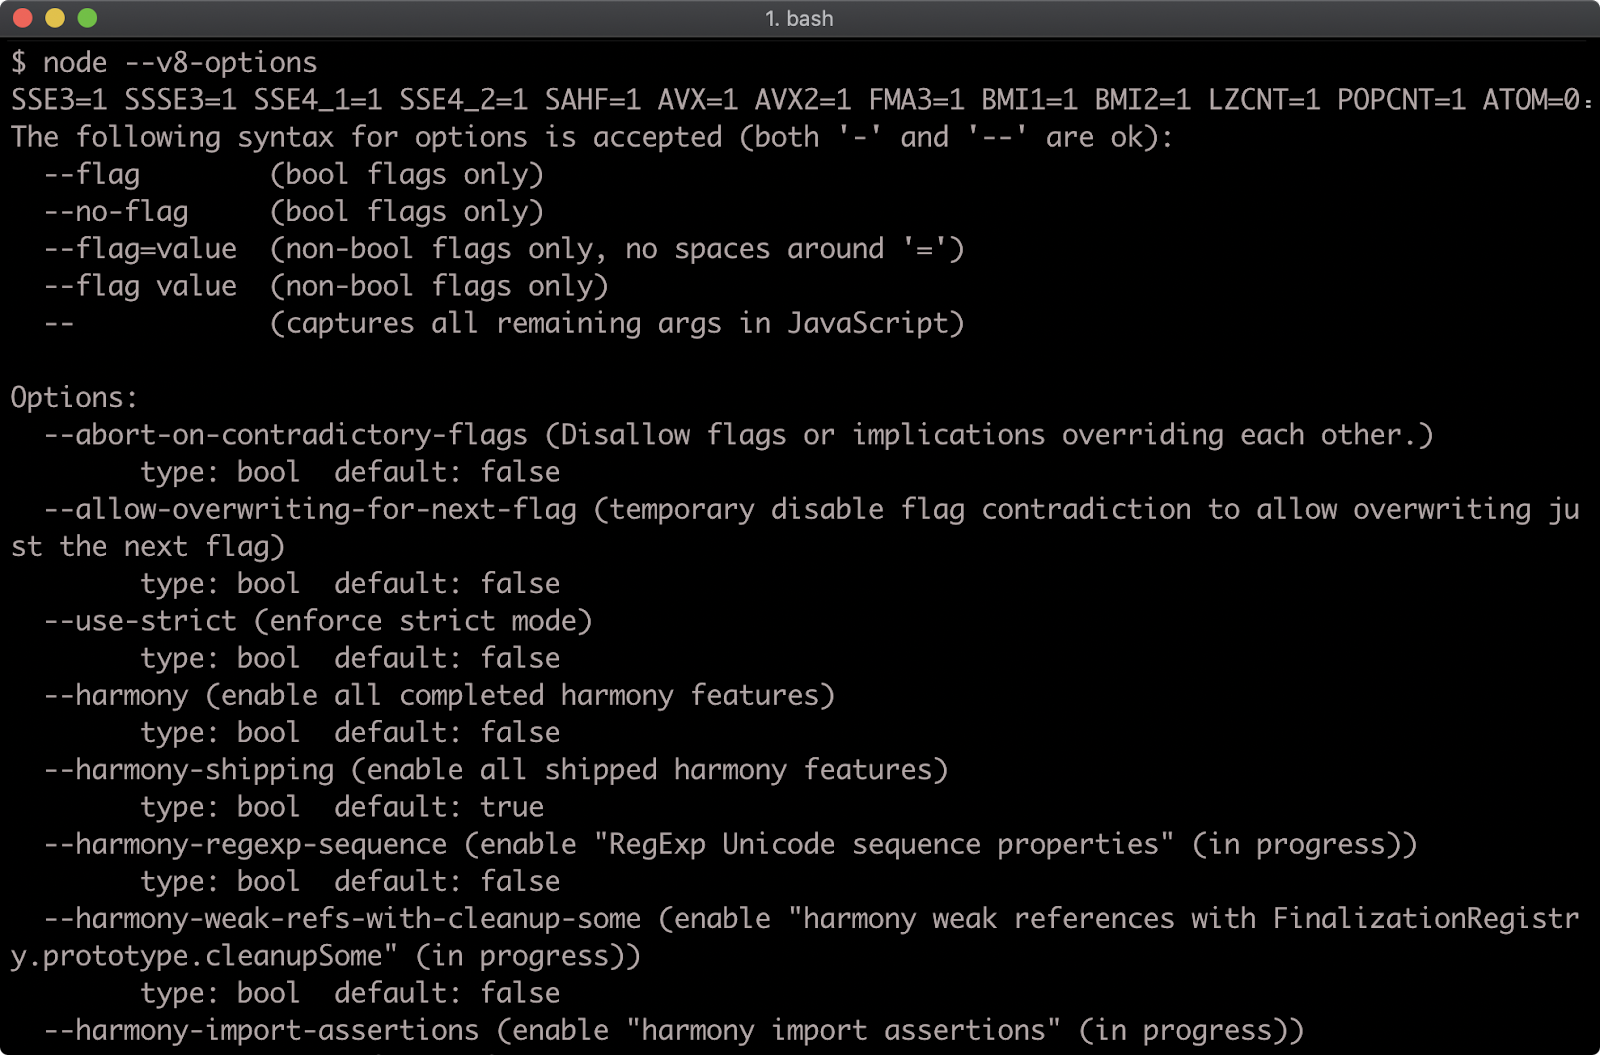 1. bash
$ node --v8-options
SSE3=1 SSSE3=1 SSE4_1=1 SSE4_2=1 SAHF=1 AVX=1 AVX2=1 FMA3=1 BMI1=1 BMI2=1 LZCNT=1 POPCNT=1 ATOM=0
The following syntax for options is accepted (both '-' and '--' are ok):
  --flag        (bool flags only)
  --no-flag     (bool flags only)
  --flag=value  (non-bool flags only, no spaces around '=')
  --flag value  (non-bool flags only)
  --            (captures all remaining args in JavaScript)

Options:
  --abort-on-contradictory-flags (Disallow flags or implications overriding each other.)
        type: bool  default: false
  --allow-overwriting-for-next-flag (temporary disable flag contradiction to allow overwriting ju
st the next flag)
        type: bool  default: false
  --use-strict (enforce strict mode)
        type: bool  default: false
  --harmony (enable all completed harmony features)
        type: bool  default: false
  --harmony-shipping (enable all shipped harmony features)
        type: bool  default: true
  --harmony-regexp-sequence (enable "RegExp Unicode sequence properties" (in progress))
        type: bool  default: false
  --harmony-weak-refs-with-cleanup-some (enable "harmony weak references with FinalizationRegistr
y.prototype.cleanupSome" (in progress))
        type: bool  default: false
  --harmony-import-assertions (enable "harmony import assertions" (in progress))